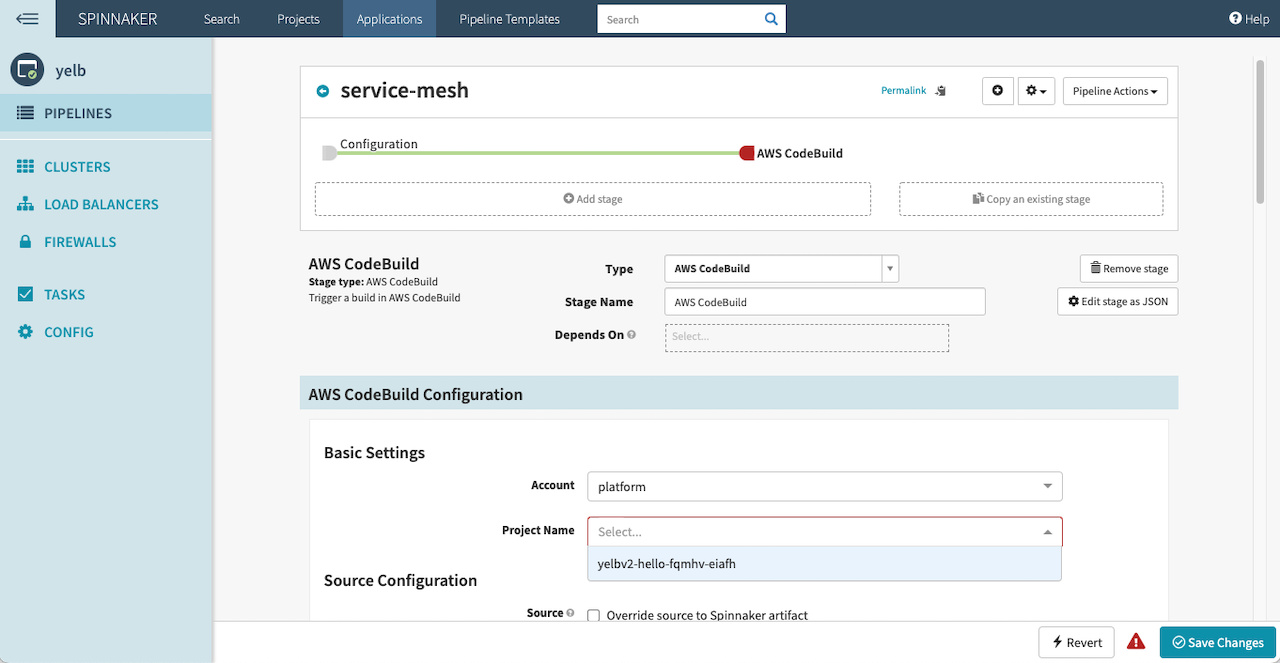 SPINNAKER Search Projects Applications Pipeline Templates Search Help
yelb
PIPELINES
CLUSTERS
LOAD BALANCERS
FIREWALLS
TASKS
CONFIG
service-mesh Permalink Pipeline Actions
Configuration
AWS CodeBuild
Add stage Copy an existing stage
AWS CodeBuild
Stage type: AWS CodeBuild
Trigger a build in AWS CodeBuild
Type AWS CodeBuild Remove stage
Stage Name AWS CodeBuild Edit stage as JSON
Depends On Select...
AWS CodeBuild Configuration
Basic Settings
Account platform
Project Name Select...
yelbv2-hello-fqmhv-eiafh
Source Configuration
Source Override source to Spinnaker artifact
Revert Save Changes